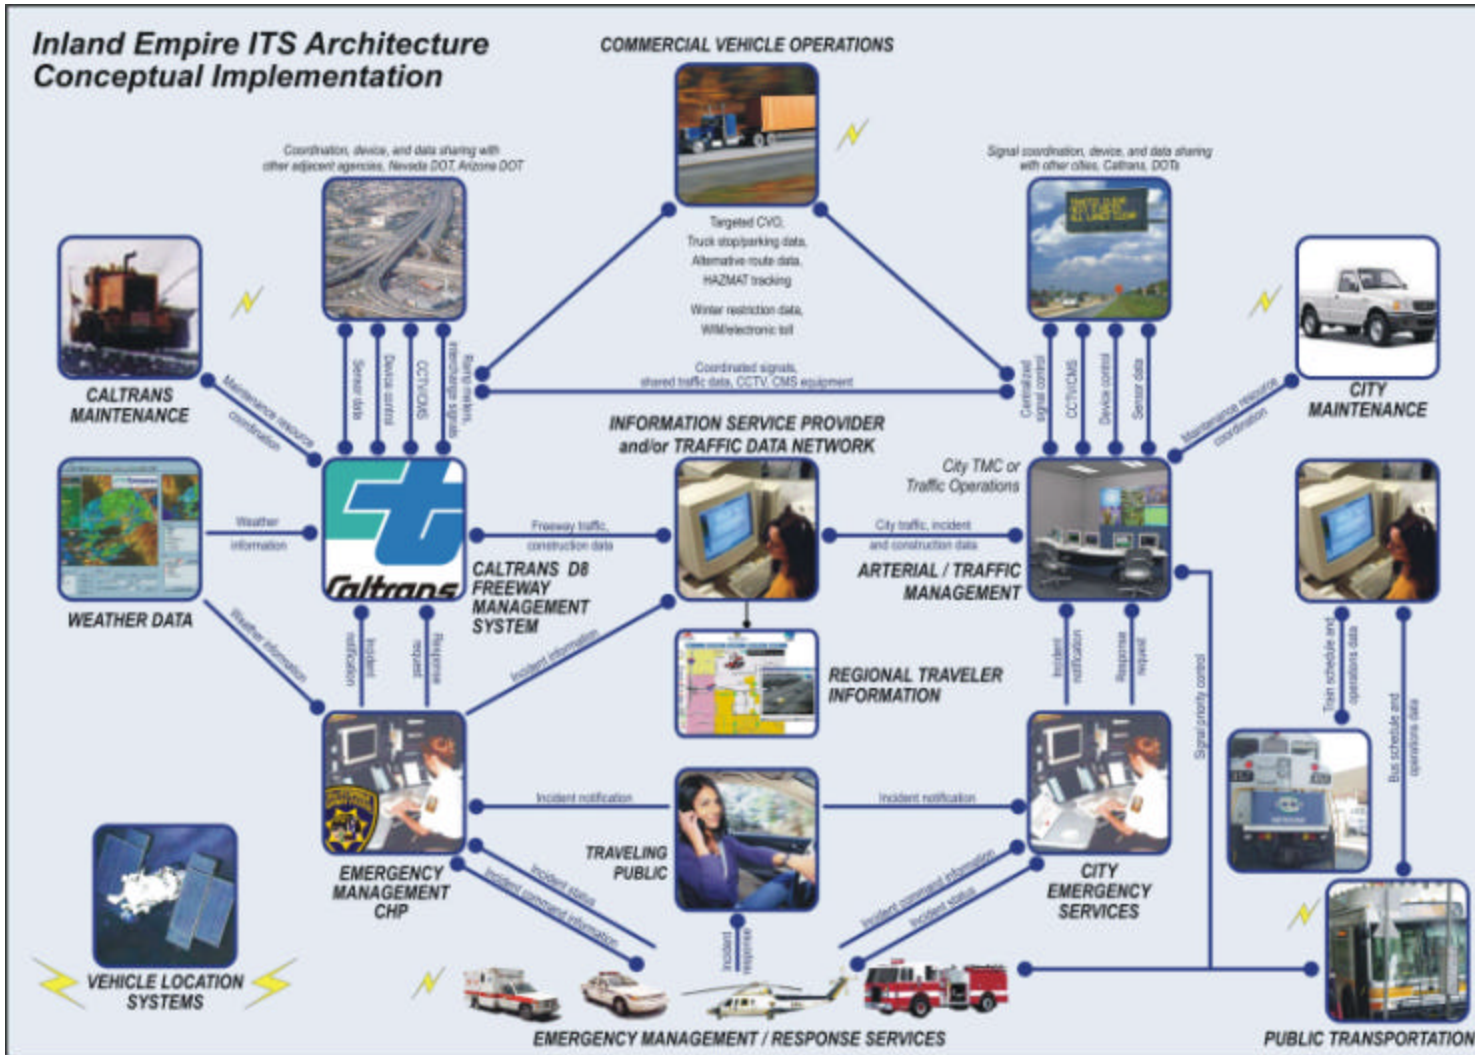 Inland Empire ITS Architecture
Conceptual Implementation
COMMERCIAL VEHICLE OPERATIONS
Coordination, device, and data sharing with
other adjacent agencies, Nevada DOT, Arizona DOT
Signal coordination, device, and data sharing
with other cities, Caltrans, DOTs
Targeted CVO,
Truck stop/parking data,
Alternative route data,
HAZMAT tracking
Winter restriction data,
WIM/electronic toll
Coordinated signals,
shared traffic data, CCTV, CMS equipment
CALTRANS
MAINTENANCE
Maintenance resource
coordination
Sensor data
Device control
CCTV/CMS
Ramp meters,
interchange signals
Centralized
signal control
CCTV/CMS
Device control
Sensor data
Maintenance resource
coordination
CITY
MAINTENANCE
INFORMATION SERVICE PROVIDER
and/or TRAFFIC DATA NETWORK
City TMC or
Traffic Operations
Weather
information
Caltrans
Freeway traffic,
construction data
City traffic, incident
and construction data
CALTRANS D8
FREEWAY
MANAGEMENT
SYSTEM
ARTERIAL / TRAFFIC
MANAGEMENT
WEATHER DATA
Weather information
Incident
notification
Response
request
Incident information
REGIONAL TRAVELER
INFORMATION
Incident
notification
Response
request
Signal priority control
Train schedule and
operations data
Bus schedule and
operations data
Incident notification
Incident notification
TRAVELING
PUBLIC
EMERGENCY
MANAGEMENT
CHP
CITY
EMERGENCY
SERVICES
Incident status
Incident command information
Incident command information
Incident status
Incident
response
VEHICLE LOCATION
SYSTEMS
EMERGENCY MANAGEMENT / RESPONSE SERVICES
PUBLIC TRANSPORTATION